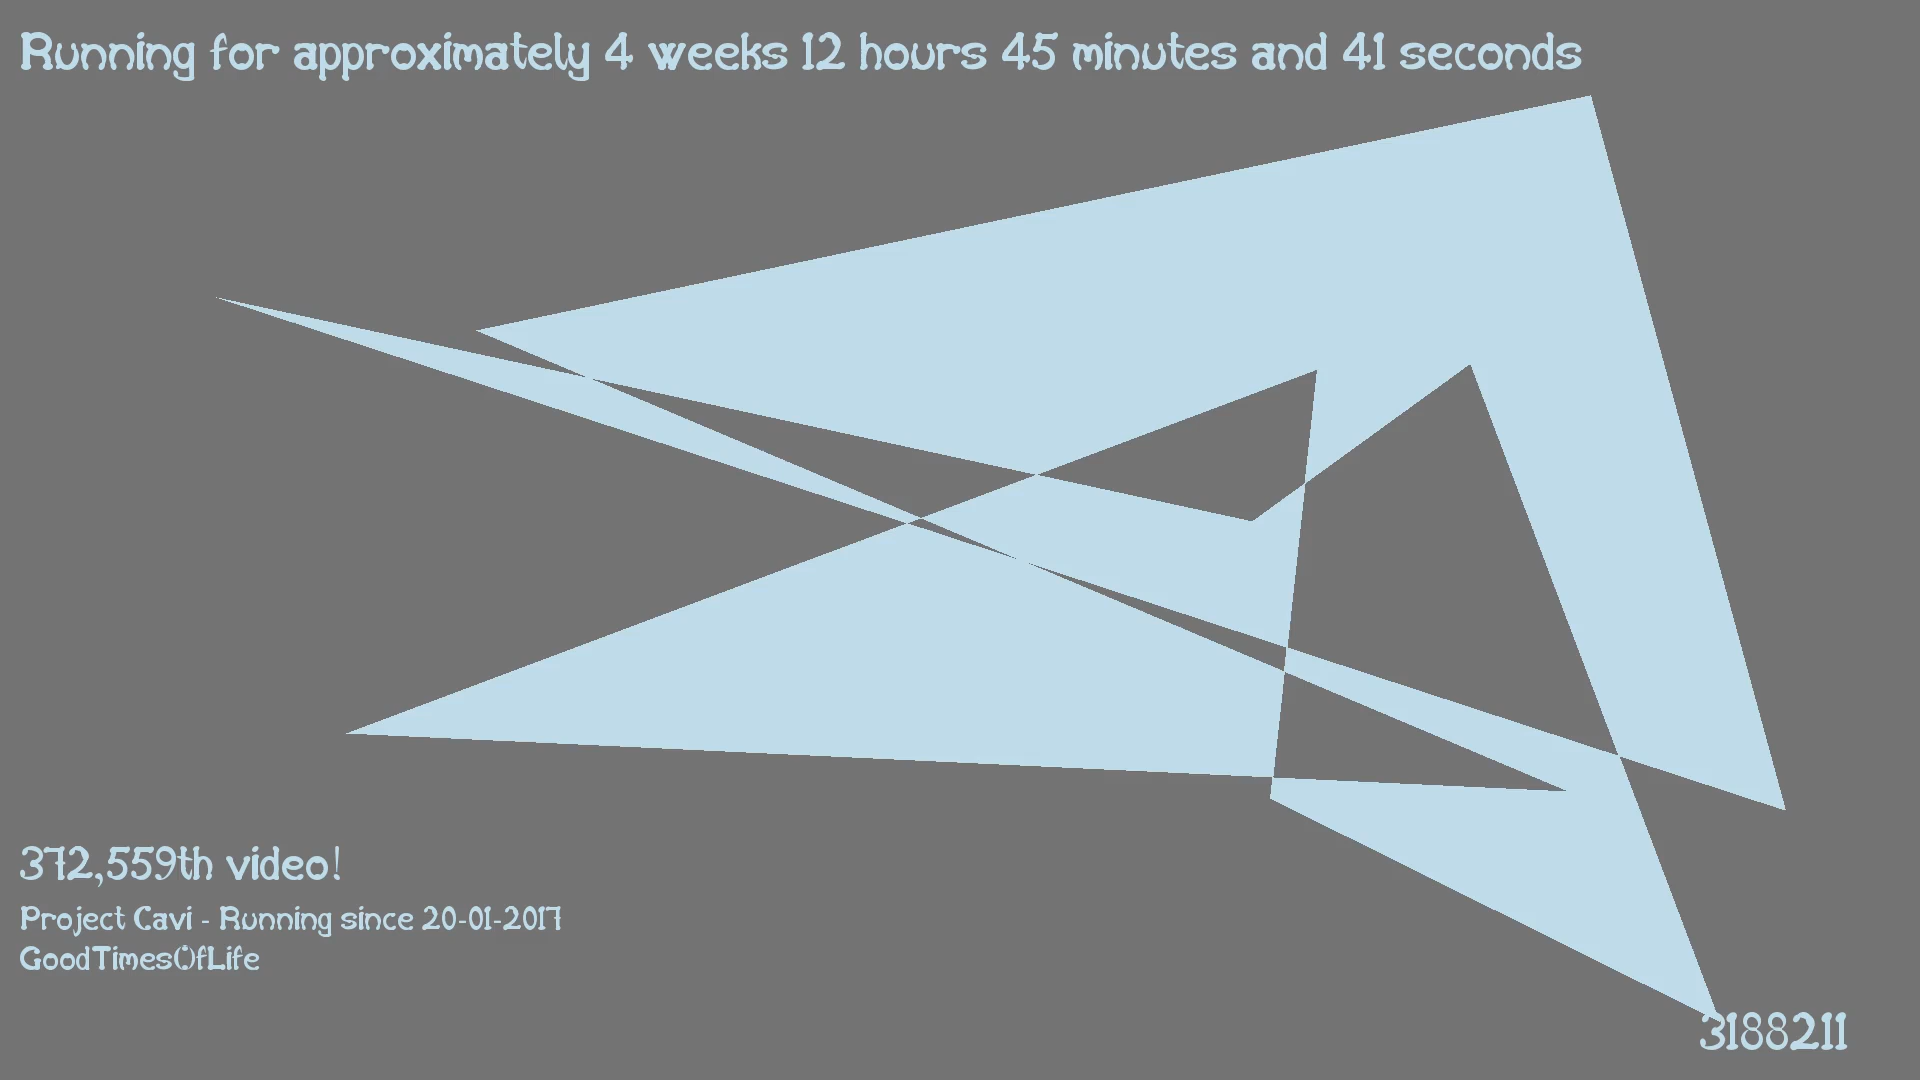 Running for approximately 4 weeks 12 hours 45 minutes and 41 seconds
372,559th video!
Project Cavi - Running since 20-01-2017
GoodTimesOfLife
3188211